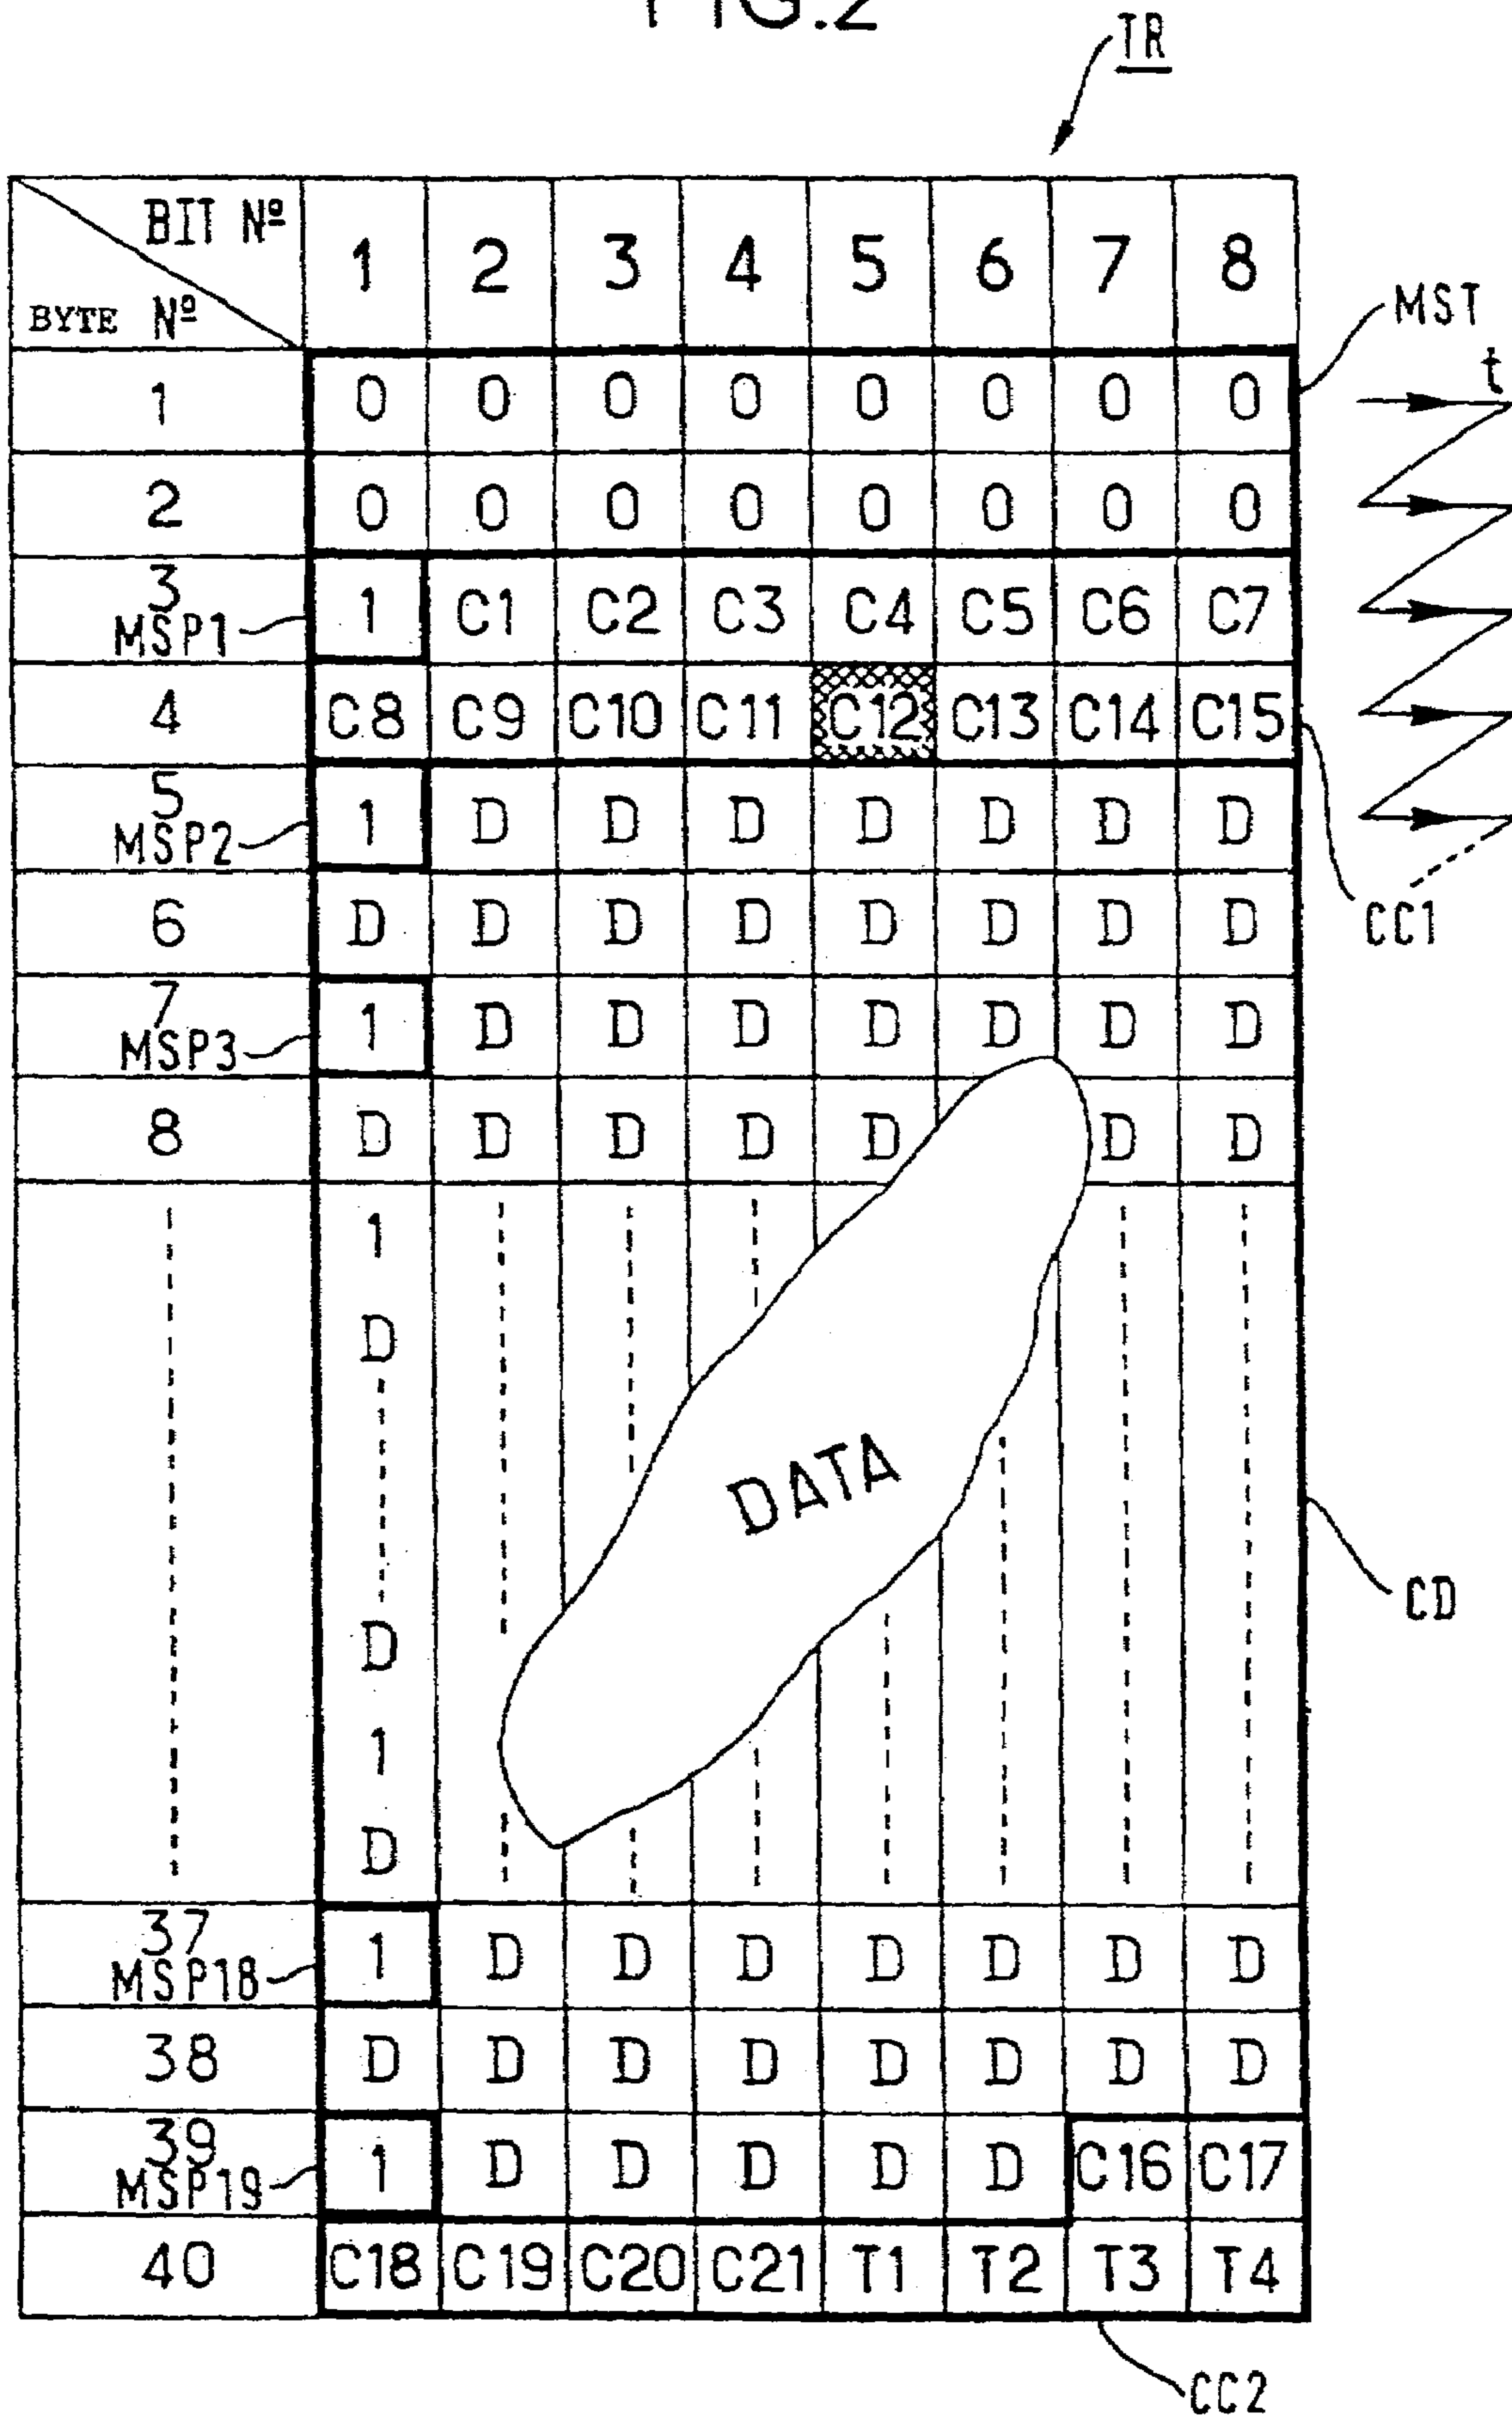 FIG.2
TR
BIT Nº 1 2 3 4 5 6 7 8
BYTE Nº
MST
t
1 0 0 0 0 0 0 0 0
2 0 0 0 0 0 0 0 0
3 MSP1 1 C1 C2 C3 C4 C5 C6 C7
4 C8 C9 C10 C11 C12 C13 C14 C15
5 MSP2 1 D D D D D D D
CC1
6 D D D D D D D D
7 MSP3 1 D D D D D D D
8 D D D D D D D
1
D
DATA
CD
D
1
D
37 MSP18 1 D D D D D D D
38 D D D D D D D D
39 MSP19 1 D D D D D C16 C17
40 C18 C19 C20 C21 T1 T2 T3 T4
CC2